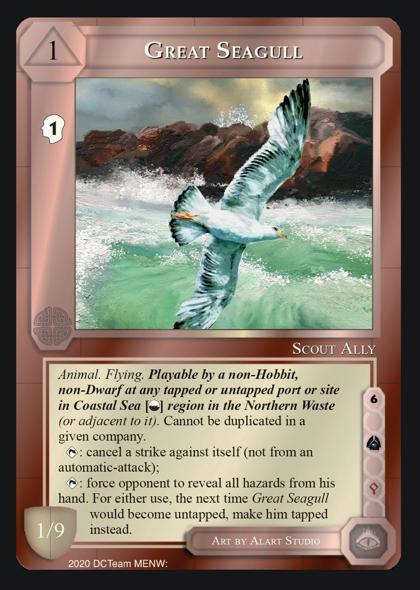 1
GREAT SEAGULL
1
SCOUT ALLY
Animal. Flying. Playable by a non-Hobbit,
non-Dwarf at any tapped or untapped port or site
in Coastal Sea [] region in the Northern Waste
(or adjacent to it). Cannot be duplicated in a
given company.
: cancel a strike against itself (not from an
automatic-attack);
: force opponent to reveal all hazards from his
hand. For either use, the next time Great Seagull
would become untapped, make him tapped
instead.
6
1/9
ART BY ALART STUDIO
2020 DCTeam MENW: